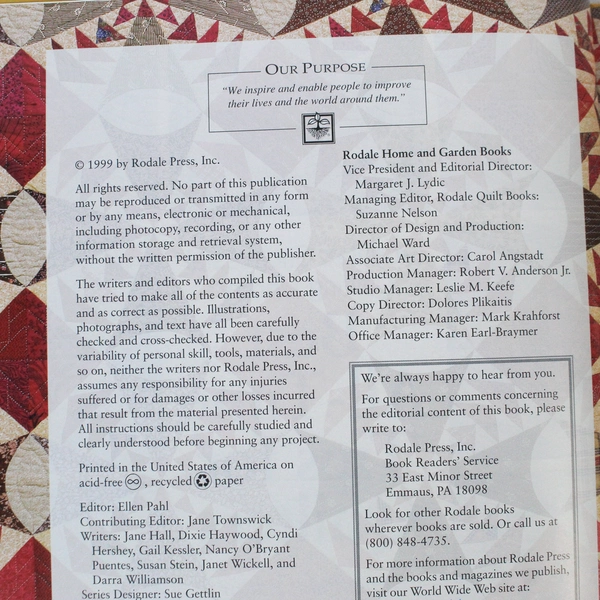 OUR PURPOSE
“We inspire and enable people to improve
their lives and the world around them.”
© 1999 by Rodale Press, Inc.
All rights reserved. No part of this publication
may be reproduced or transmitted in any form
or by any means, electronic or mechanical,
including photocopy, recording, or any other
information storage and retrieval system,
without the written permission of the publisher.
The writers and editors who compiled this book
have tried to make all of the contents as accurate
and as correct as possible. Illustrations,
photographs, and text have all been carefully
checked and cross-checked. However, due to the
variability of personal skill, tools, materials, and
so on, neither the writers nor Rodale Press, Inc.,
assumes any responsibility for any injuries
suffered or for damages or other losses incurred
that result from the material presented herein.
All instructions should be carefully studied and
clearly understood before beginning any project.
Printed in the United States of America on
acid-free , recycled paper
Editor: Ellen Pahl
Contributing Editor: Jane Townswick
Writers: Jane Hall, Dixie Haywood, Cyndi
Hershey, Gail Kessler, Nancy O’Bryant
Puentes, Susan Stein, Janet Wickell, and
Darra Williamson
Series Designer: Sue Gettlin
Rodale Home and Garden Books
Vice President and Editorial Director:
Margaret J. Lydic
Managing Editor, Rodale Quilt Books:
Suzanne Nelson
Director of Design and Production:
Michael Ward
Associate Art Director: Carol Angstadt
Production Manager: Robert V. Anderson Jr.
Studio Manager: Leslie M. Keefe
Copy Director: Dolores Plikaitis
Manufacturing Manager: Mark Krahforst
Office Manager: Karen Earl-Braymer
We’re always happy to hear from you.
For questions or comments concerning
the editorial content of this book, please
write to:
Rodale Press, Inc.
Book Readers’ Service
33 East Minor Street
Emmaus, PA 18098
Look for other Rodale books
wherever books are sold. Or call us at
(800) 848-4735.
For more information about Rodale Press
and the books and magazines we publish,
visit our World Wide Web site at: